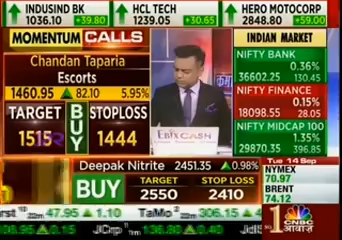 INDUSIND BK
1036.10 +39.80
HCL TECH
1239.05 +30.65
HERO MOTOCORP
2848.80 +59.00
MOMENTUM CALLS
Chandan Taparia
Escorts
1460.95 82.10 5.95%
TARGET
BUY
STOPLOSS
1444
INDIAN MARKET
NIFTY BANK
0.36%
36602.25 130.45
NIFTY FINANCE
0.15%
18098.55 28.05
NIFTY MIDCAP 100
1.35%
29870.35 396.85
EBIXCASH
Deepak Nitrite 2451.35 0.98%
BUY
TARGET STOP LOSS
2550 2410
Tue 14 Sep
NYMEX
70.97
BRENT
74.12
47.95 1.10 TaMo 306.15
CNBC
आवाज़